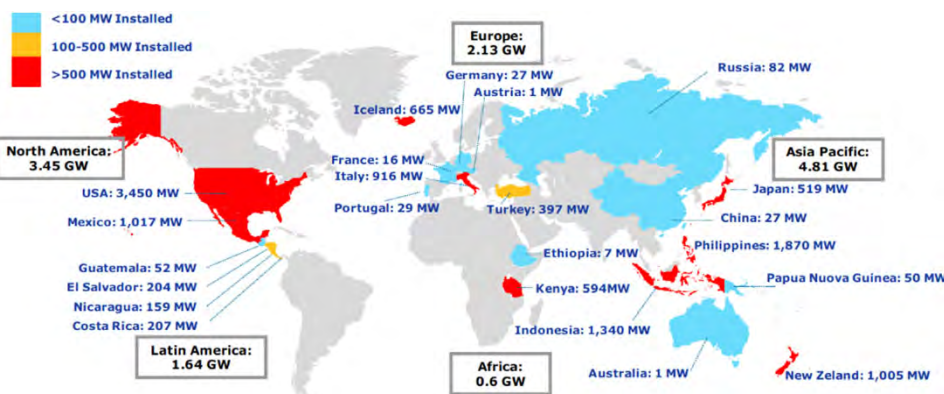 <100 MW Installed
100-500 MW Installed
>500 MW Installed
Europe:
2.13 GW
Germany: 27 MW
Austria: 1 MW
Russia: 82 MW
Iceland: 665 MW
North America:
3.45 GW
Asia Pacific:
4.81 GW
France: 16 MW
Italy: 916 MW
USA: 3,450 MW
Japan: 519 MW
Portugal: 29 MW
Turkey: 397 MW
Mexico: 1,017 MW
China: 27 MW
Philippines: 1,870 MW
Ethiopia: 7 MW
Guatemala: 52 MW
Papua Nuova Guinea: 50 MW
El Salvador: 204 MW
Kenya: 594MW
Nicaragua: 159 MW
Costa Rica: 207 MW
Indonesia: 1,340 MW
Latin America:
1.64 GW
Africa:
0.6 GW
Australia: 1 MW
New Zeland: 1,005 MW